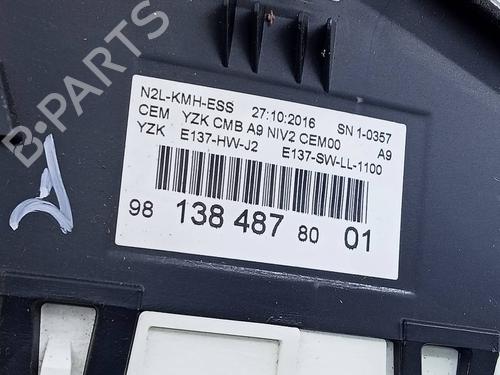 B-PARTS
N2L-KMH-ESS 27:10:2016 SN 1-0357
CEM YZK CMB A9 NIV2 CEM00 A9
YZK E137-HW-J2 E137-SW-LL-1100
98 138 487 80 01